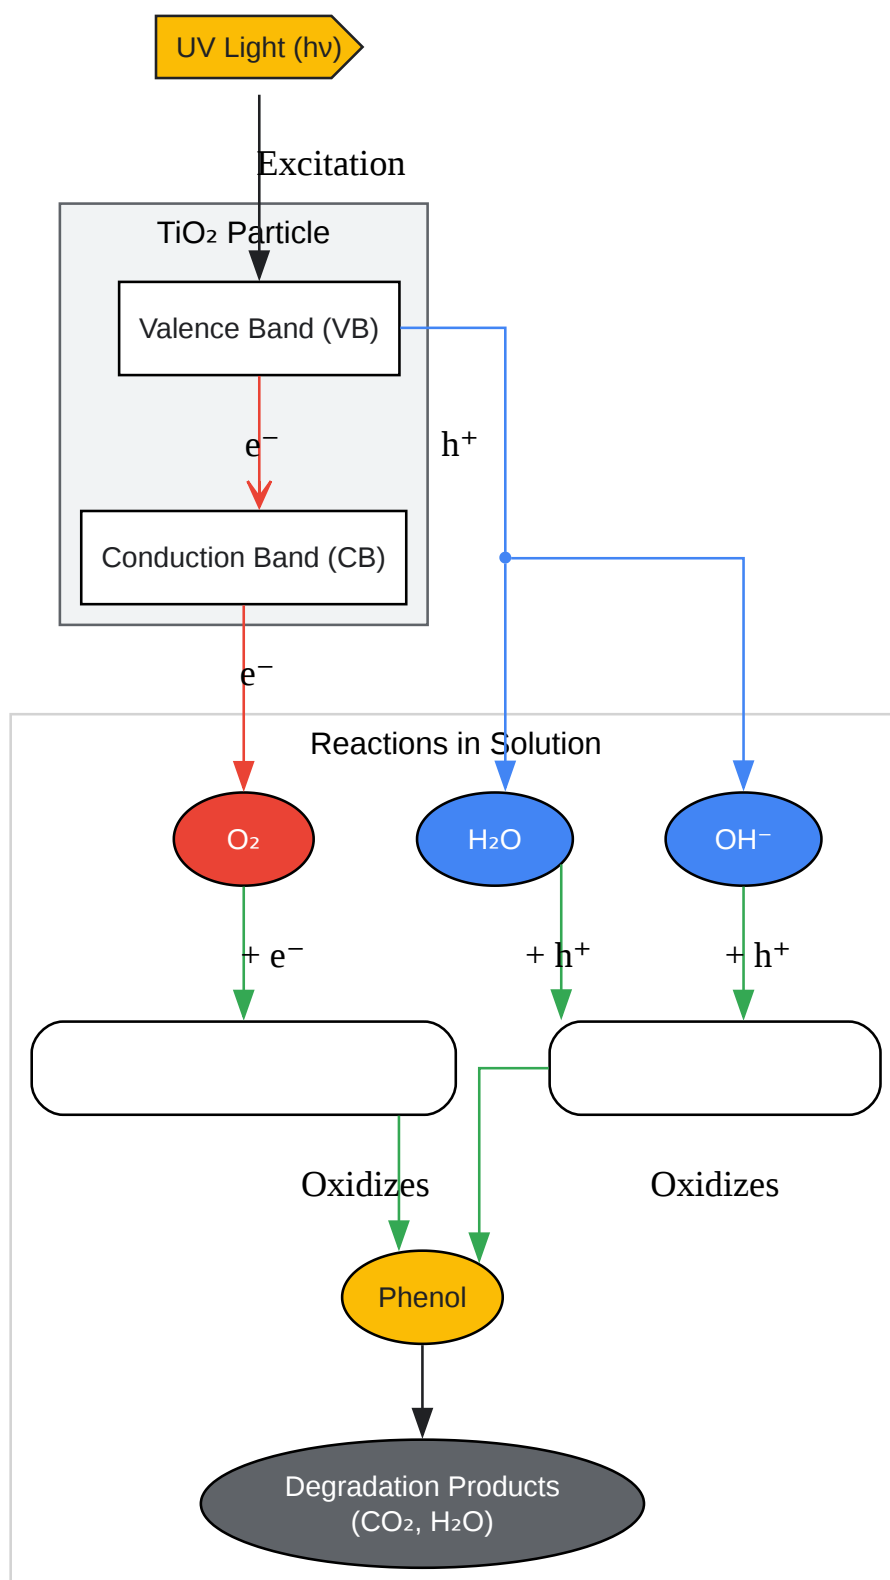 UV Light (hν)
Excitation
TiO₂ Particle
Valence Band (VB)
e⁻
h⁺
Conduction Band (CB)
e⁻
Reactions in Solution
O₂
H₂O
OH⁻
+ e⁻
+ h⁺
+ h⁺
Oxidizes
Oxidizes
Phenol
Degradation Products
(CO₂, H₂O)